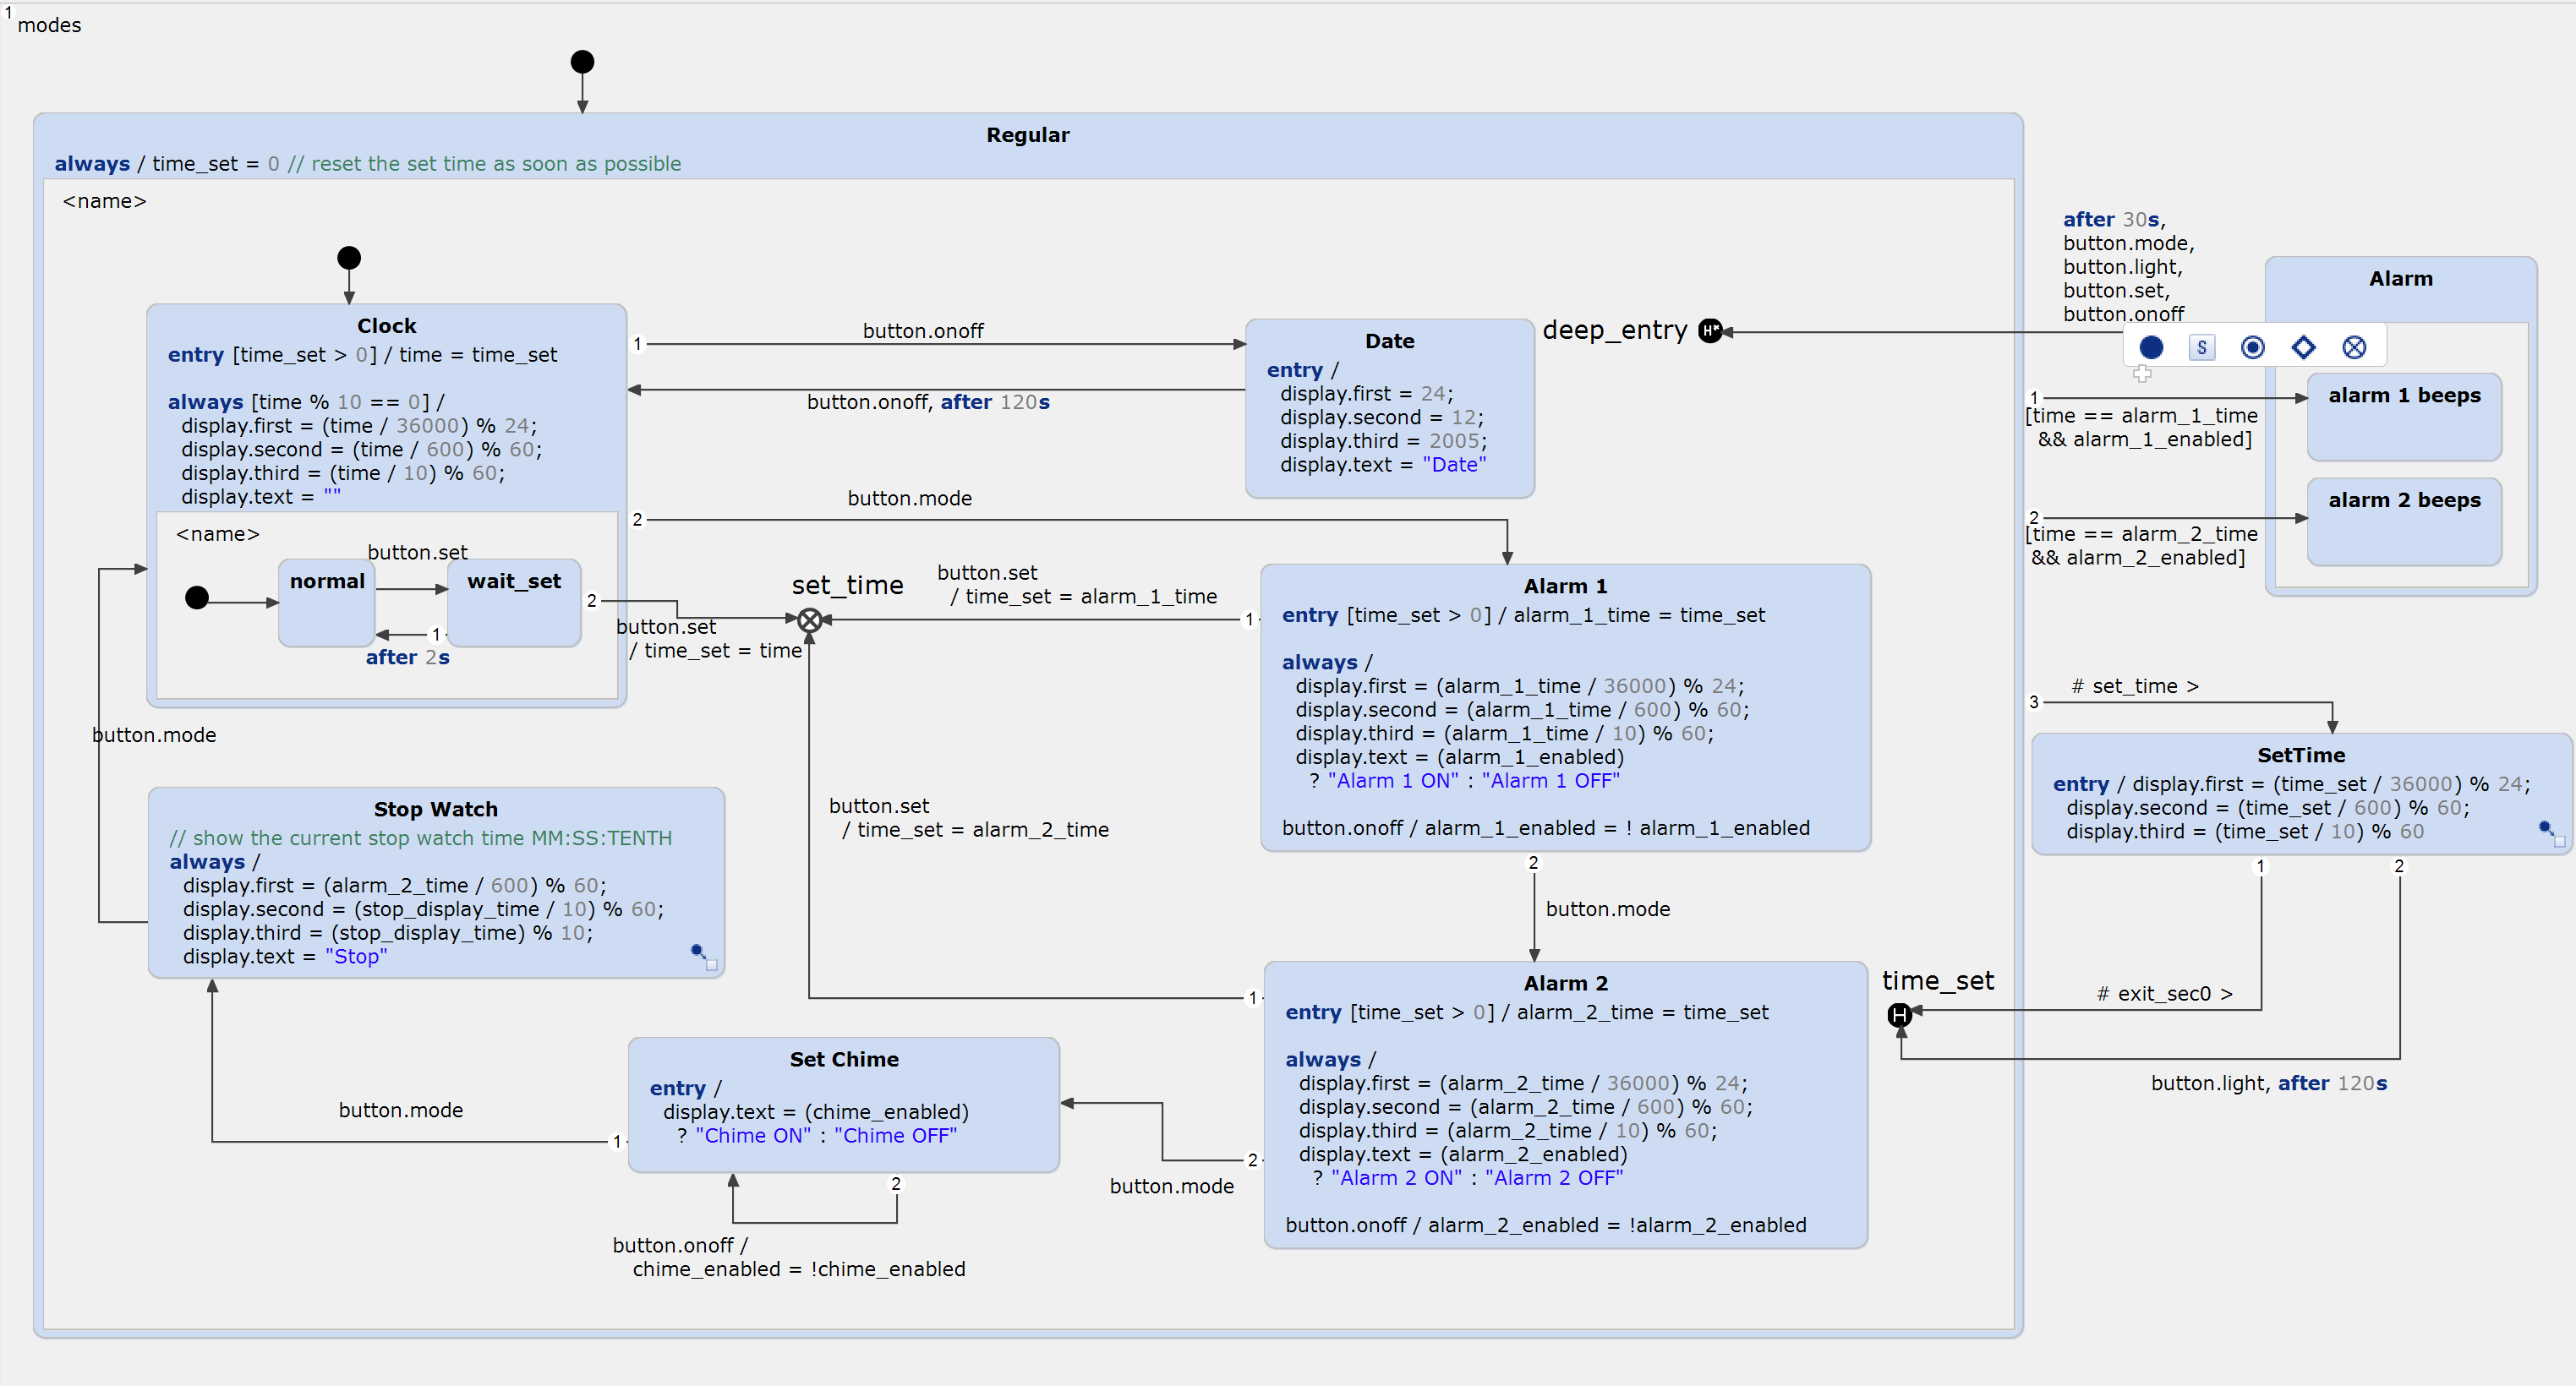 1
modes
Regular
always / time_set = 0 // reset the set time as soon as possible
<name>
Clock
entry [time_set > 0] / time = time_set
always [time % 10 == 0] /
display.first = (time / 36000) % 24;
display.second = (time / 600) % 60;
display.third = (time / 10) % 60;
display.text = ""
<name>
button.set
normal
wait_set
1
after 2s
2
button.set
/ time_set = time
1
button.onoff
button.onoff, after 120s
2
button.mode
Date
entry /
display.first = 24;
display.second = 12;
display.third = 2005;
display.text = "Date"
deep_entry
H*
after 30s,
button.mode,
button.light,
button.set,
button.onoff
S
Alarm
alarm 1 beeps
alarm 2 beeps
1
[time == alarm_1_time
&& alarm_1_enabled]
2
[time == alarm_2_time
&& alarm_2_enabled]
set_time
button.set
/ time_set = alarm_1_time
1
Alarm 1
entry [time_set > 0] / alarm_1_time = time_set
always /
display.first = (alarm_1_time / 36000) % 24;
display.second = (alarm_1_time / 600) % 60;
display.third = (alarm_1_time / 10) % 60;
display.text = (alarm_1_enabled)
? "Alarm 1 ON" : "Alarm 1 OFF"
button.onoff / alarm_1_enabled = ! alarm_1_enabled
2
button.mode
3
# set_time >
SetTime
entry / display.first = (time_set / 36000) % 24;
display.second = (time_set / 600) % 60;
display.third = (time_set / 10) % 60
1
2
# exit_sec0 >
button.light, after 120s
time_set
H
button.mode
Stop Watch
// show the current stop watch time MM:SS:TENTH
always /
display.first = (alarm_2_time / 600) % 60;
display.second = (stop_display_time / 10) % 60;
display.third = (stop_display_time) % 10;
display.text = "Stop"
button.set
/ time_set = alarm_2_time
1
Alarm 2
entry [time_set > 0] / alarm_2_time = time_set
always /
display.first = (alarm_2_time / 36000) % 24;
display.second = (alarm_2_time / 600) % 60;
display.third = (alarm_2_time / 10) % 60;
display.text = (alarm_2_enabled)
? "Alarm 2 ON" : "Alarm 2 OFF"
button.onoff / alarm_2_enabled = !alarm_2_enabled
2
button.mode
Set Chime
entry /
display.text = (chime_enabled)
? "Chime ON" : "Chime OFF"
1
button.mode
2
button.onoff /
chime_enabled = !chime_enabled